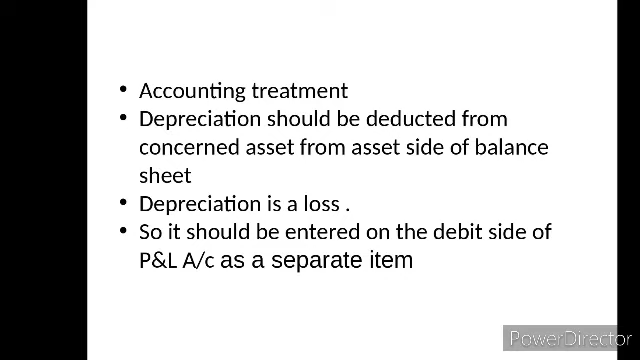 • Accounting treatment
• Depreciation should be deducted from
concerned asset from asset side of balance
sheet
• Depreciation is a loss .
• So it should be entered on the debit side of
P&L A/c as a separate item
PowerDirector